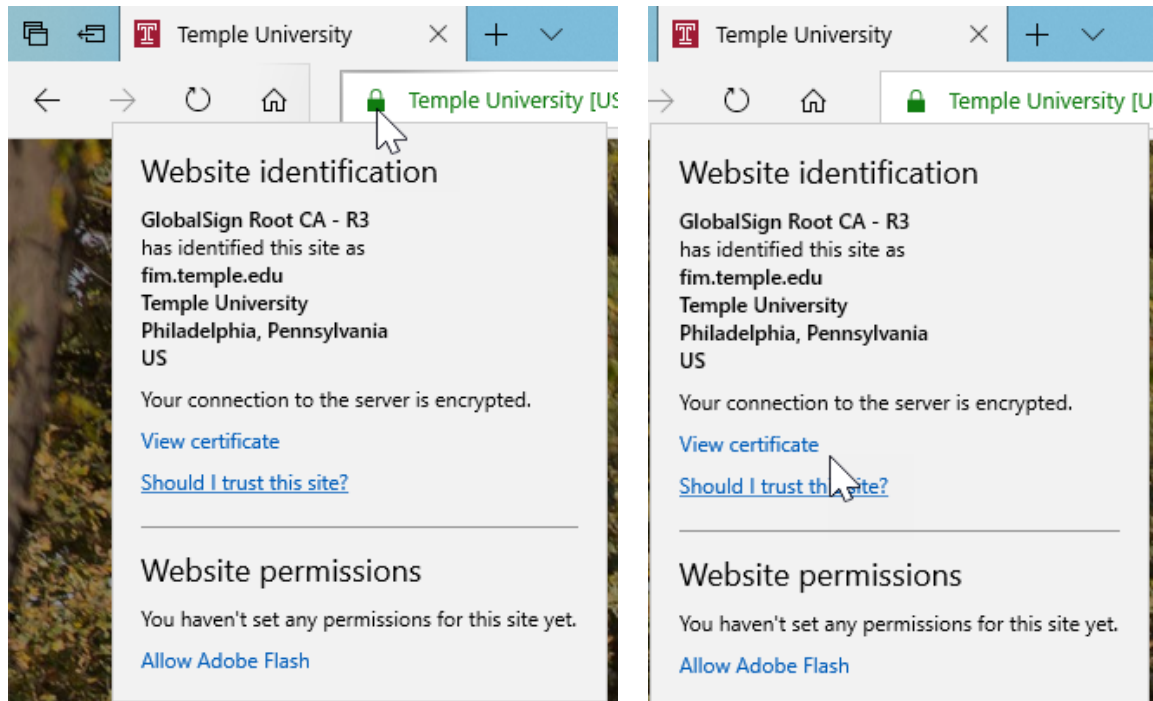 Temple University
Temple University [US
Website identification
GlobalSign Root CA - R3
has identified this site as
fim.temple.edu
Temple University
Philadelphia, Pennsylvania
US
Your connection to the server is encrypted.
View certificate
Should I trust this site?
Website permissions
You haven't set any permissions for this site yet.
Allow Adobe Flash
Temple University
Temple University [U
Website identification
GlobalSign Root CA - R3
has identified this site as
fim.temple.edu
Temple University
Philadelphia, Pennsylvania
US
Your connection to the server is encrypted.
View certificate
Should I trust this site?
Website permissions
You haven't set any permissions for this site yet.
Allow Adobe Flash